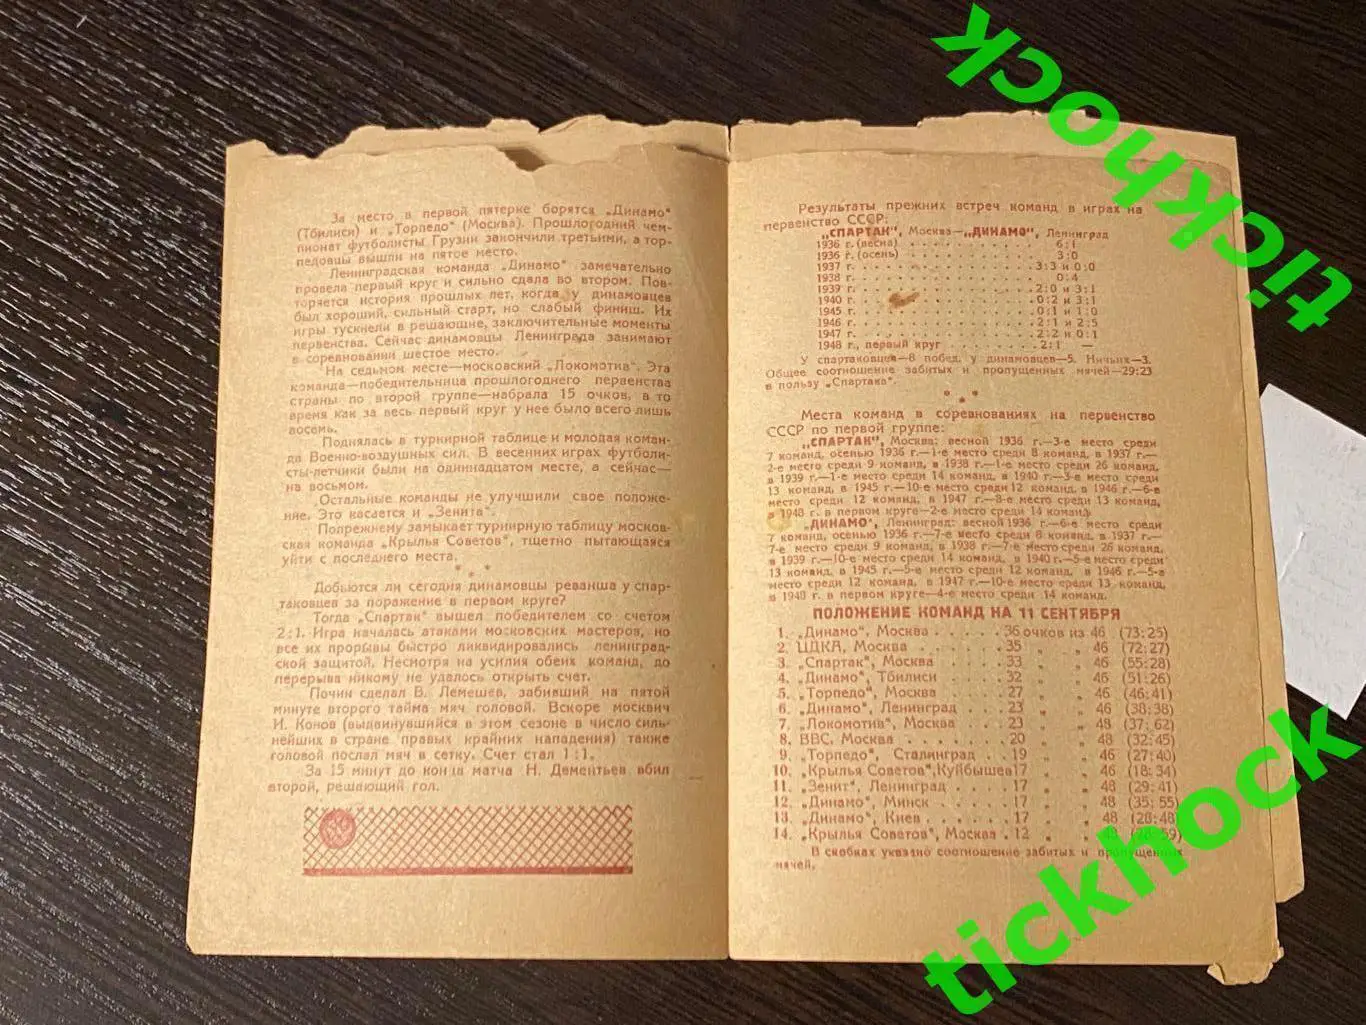 За место в первой пятерке борятся „Динамо“
(Тбилиси) и „Торпедо“ (Москва). Прошлогодний чем-
пионат футболисты Грузии закончили третьими, а тор-
педовцы вышли на пятое место.
Ленинградская команда „Динамо“ замечательно
провела первый круг и сильно сдала во втором. Пов-
торяется история прошлых лет, когда у динамовцев
был хороший, сильный старт, но слабый финиш. Их
игры тускнели в решающие, заключительные моменты
первенства. Сейчас динамовцы Ленинграда занимают
в соревновании шестое место.
На седьмом месте—московский „Локомотив“. Эта
команда—победительница прошлогоднего первенства
страны по второй группе—набрала 15 очков, в то
время как за весь первый круг у нее было всего лишь
восемь.
Поднялась в турнирной таблице и молодая коман-
да Военно-воздушных сил. В весенних играх футболи-
сты-летчики были на одиннадцатом месте, а сейчас—
на восьмом.
Остальные команды не улучшили свое положе-
ние. Это касается и „Зенита“.
Попрежнему замыкает турнирную таблицу москов-
ская команда „Крылья Советов“, тщетно пытающаяся
уйти с последнего места.
* * *
Добьются ли сегодня динамовцы реванша у спар-
таковцев за поражение в первом круге?
Тогда „Спартак“ вышел победителем со счетом
2:1. Игра началась атаками московских мастеров, но
все их прорывы быстро ликвидировались ленинград-
ской защитой. Несмотря на усилия обеих команд, до
перерыва никому не удалось открыть счет.
Почин сделал В. Лемешев, забивший на пятой
минуте второго тайма мяч головой. Вскоре москвич
И. Конов (выдвинувшийся в этом сезоне в число силь-
нейших в стране правых крайних нападения) также
головой послал мяч в сетку. Счет стал 1:1.
За 15 минут до конца матча Н. Дементьев вбил
второй, решающий гол.
Результаты прежних встреч команд в играх на
первенство СССР:
„СПАРТАК“, Москва—„ДИНАМО“, Ленинград
1936 г. (весна) . . . . . . . . . . . . 6:1
1936 г. (осень) . . . . . . . . . . . . 3:0
1937 г. . . . . . . . . . . . . . 3:3 и 0:0
1938 г. . . . . . . . . . . . . . . . 0:4
1939 г. . . . . . . . . . . . . . 2:0 и 3:1
1940 г. . . . . . . . . . . . . . 0:2 и 3:1
1945 г. . . . . . . . . . . . . . 0:1 и 1:0
1946 г. . . . . . . . . . . . . . 2:1 и 2:5
1947 г. . . . . . . . . . . . . . 2:2 и 0:1
1948 г., первый круг . . . . . . . 2:1 —
У спартаковцев—8 побед, у динамовцев—5. Ничьих—3.
Общее соотношение забитых и пропущенных мячей—29:23
в пользу „Спартака“.
* * *
Места команд в соревнованиях на первенство
СССР по первой группе:
„СПАРТАК“, Москва: весной 1936 г.—3-е место среди
7 команд, осенью 1936 г.—1-е место среди 8 команд, в 1937 г.—
2-е место среди 9 команд, в 1938 г.—1-е место среди 26 команд,
в 1939 г.—1-е место среди 14 команд, в 1940 г.—3-е место среди
13 команд, в 1945 г.—10-е место среди 12 команд, в 1946 г.—6-е
место среди 12 команд, в 1947 г.—8-е место среди 13 команд,
в 1948 г. в первом круге—2-е место среди 14 команд.
„ДИНАМО“, Ленинград: весной 1936 г.—6-е место среди
7 команд, осенью 1936 г.—7-е место среди 8 команд, в 1937 г.—
7-е место среди 9 команд, в 1938 г.—7-е место среди 26 команд,
в 1939 г.—10-е место среди 14 команд, в 1940 г.—5-е место среди
13 команд, в 1945 г.—5-е место среди 12 команд, в 1946 г.—5-е
место среди 12 команд, в 1947 г.—10-е место среди 13 команд,
в 1948 г. в первом круге—4-е место среди 14 команд.
ПОЛОЖЕНИЕ КОМАНД НА 11 СЕНТЯБРЯ
1. „Динамо“, Москва . . . . . 36 очков из 46 (73:25)
2. ЦДКА, Москва . . . . . . 35 „ „ 46 (72:27)
3. „Спартак“, Москва . . . . 33 „ „ 46 (55:28)
4. „Динамо“, Тбилиси . . . . 32 „ „ 46 (51:26)
5. „Торпедо“, Москва . . . . 27 „ „ 46 (46:41)
6. „Динамо“, Ленинград . . . 23 „ „ 46 (38:38)
7. „Локомотив“, Москва . . . 23 „ „ 48 (37:62)
8. ВВС, Москва . . . . . . . 20 „ „ 48 (32:45)
9. „Торпедо“, Сталинград . . 19 „ „ 46 (27:40)
10. „Крылья Советов“, Куйбышев 17 „ „ 46 (18:34)
11. „Зенит“, Ленинград . . . . 17 „ „ 48 (29:41)
12. „Динамо“, Минск . . . . . 17 „ „ 48 (35:55)
13. „Динамо“, Киев . . . . . . 17 „ „ 48 (28:48)
14. „Крылья Советов“, Москва . 12 „ „ 48
В скобках указано соотношение забитых и пропущенных
мячей.
tickhock
tickhock